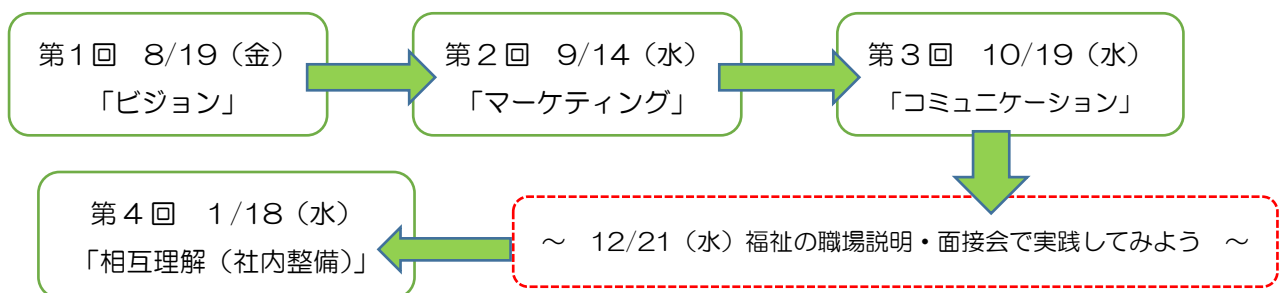 第1回　8/19（金）
「ビジョン」
第２回　9/14（水）
「マーケティング」
第３回　10/19（水）
「コミュニケーション」
～　12/21（水）福祉の職場説明・面接会で実践してみよう　～
第４回　1/18（水）
「相互理解（社内整備）」